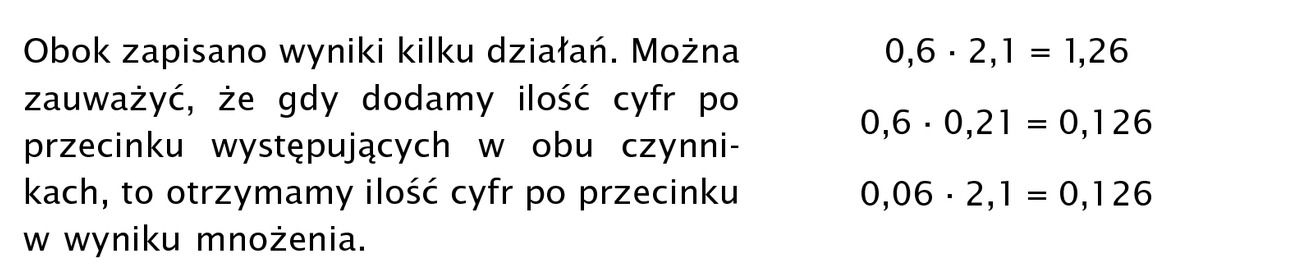 Obok zapisano wyniki kilku działań. Można
zauważyć, że gdy dodamy ilość cyfr po
przecinku występujących w obu czynni-
kach, to otrzymamy ilość cyfr po przecinku
w wyniku mnożenia.
0,6 · 2,1 = 1,26
0,6 · 0,21 = 0,126
0,06 · 2,1 = 0,126